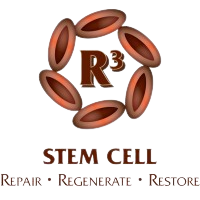 R³
STEM CELL
REPAIR • REGENERATE • RESTORE